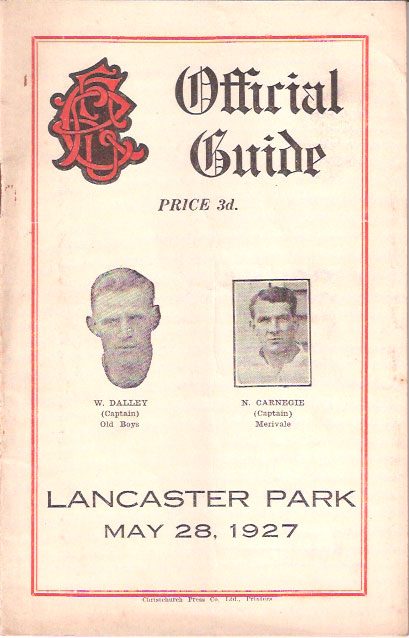 Official
Guide
PRICE 3d.
W. DALLEY
(Captain)
Old Boys
N. CARNEGIE
(Captain)
Merivale
LANCASTER PARK
MAY 28, 1927
Christchurch Press Co. Ltd., Printers